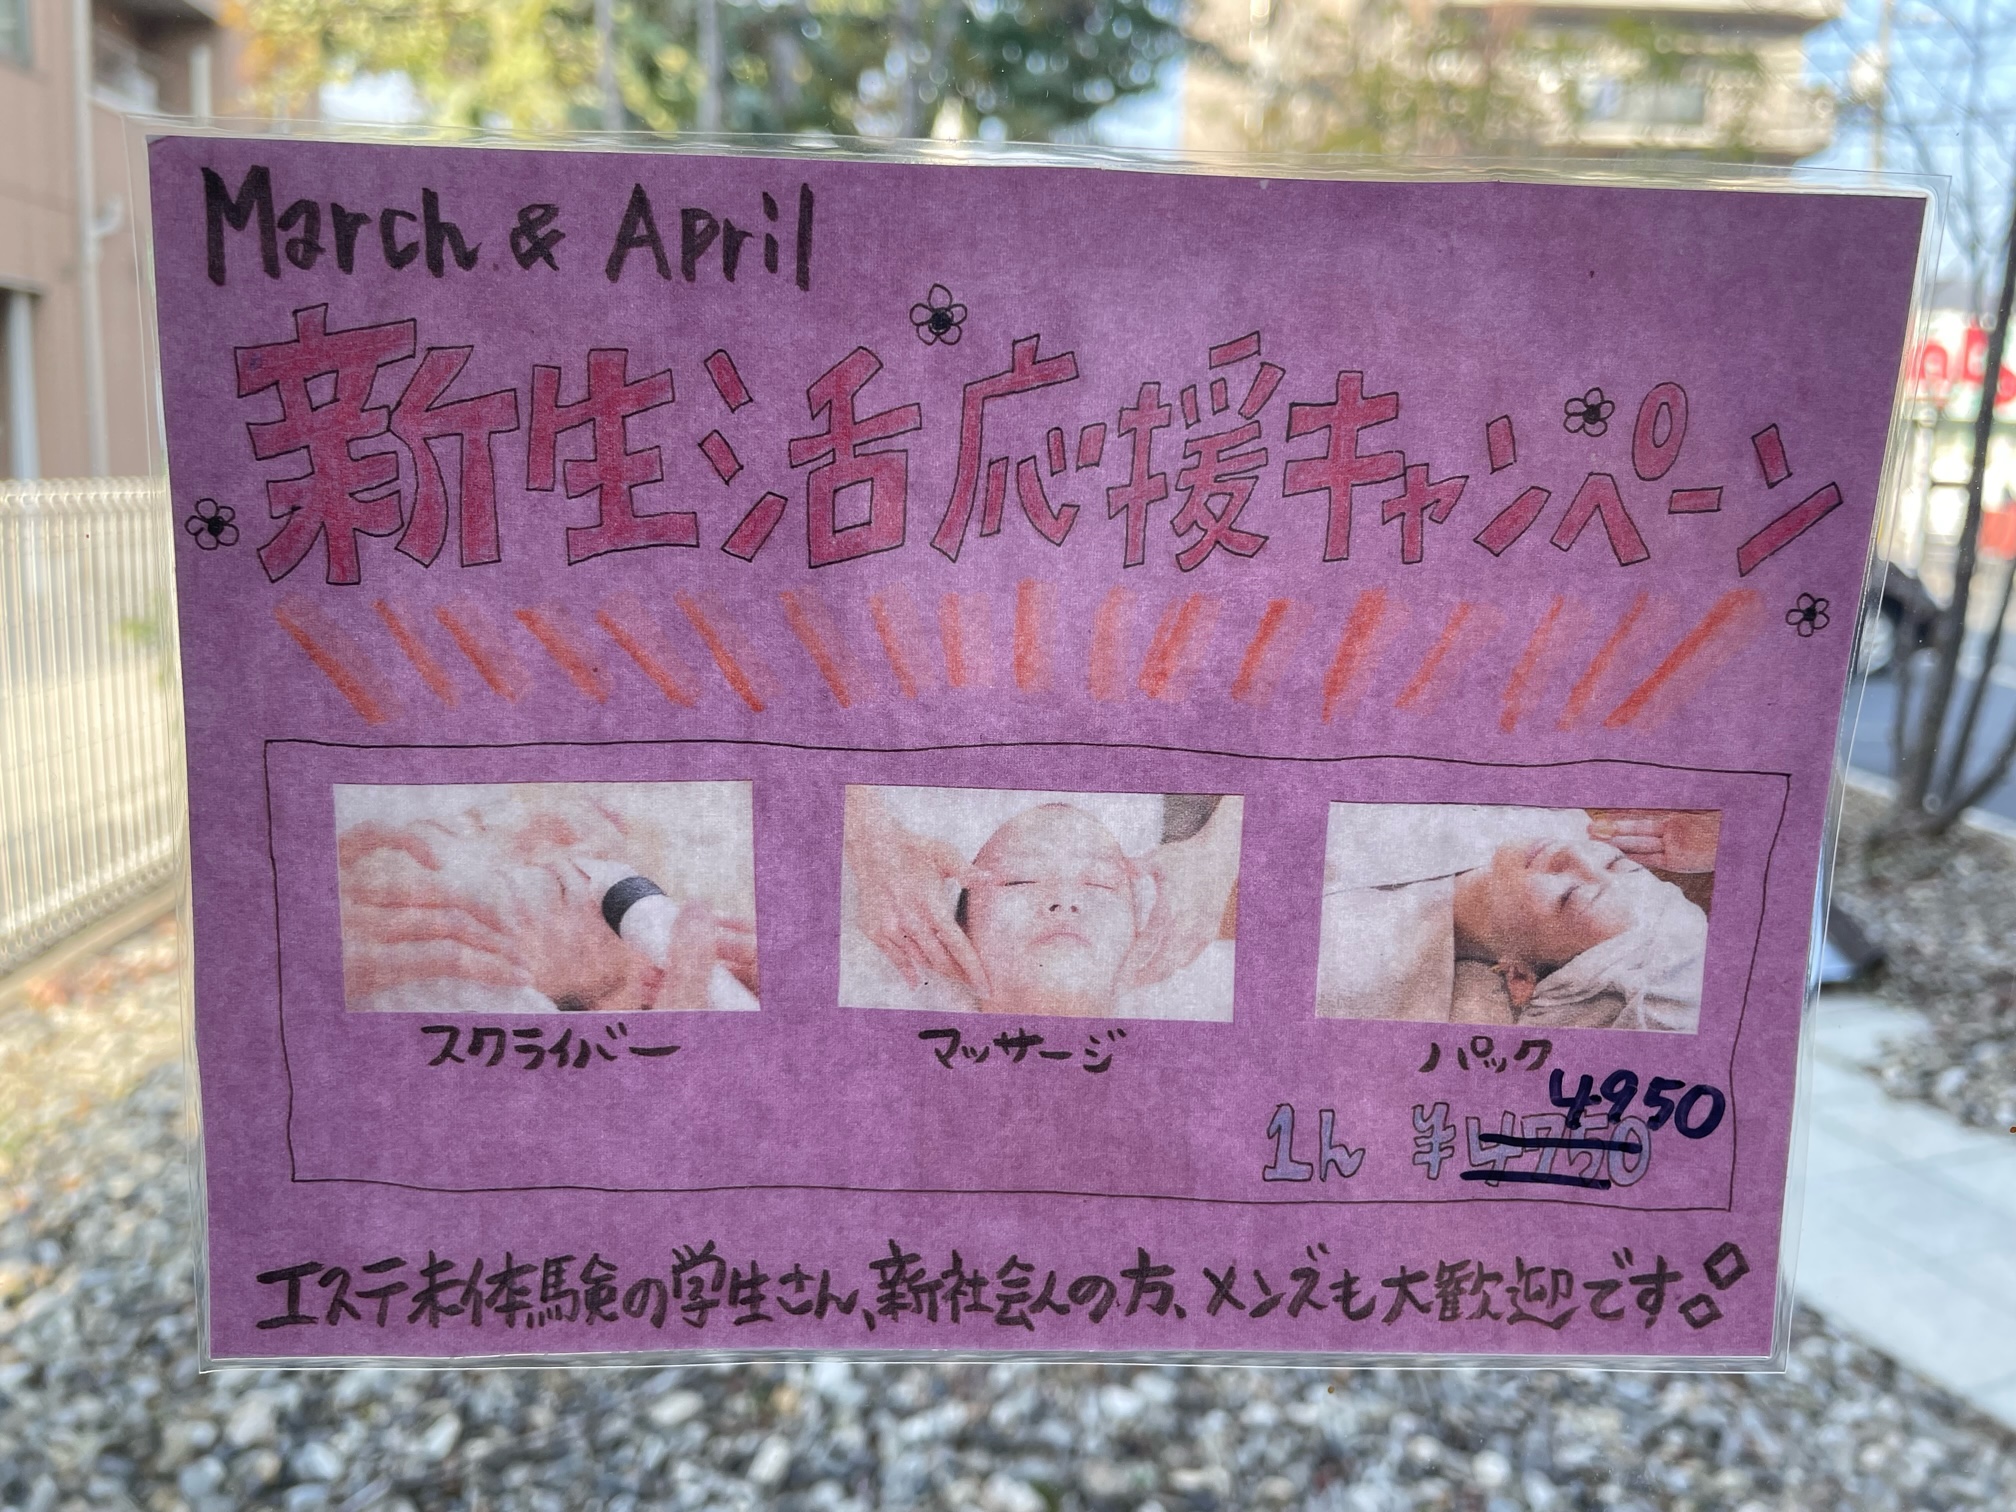 March & April
新生活応援キャンペーン
スクライバー
マッサージ
パック
4950
1h ¥4750
エステ未体験の学生さん、新社会人の方、メンズも大歓迎です。